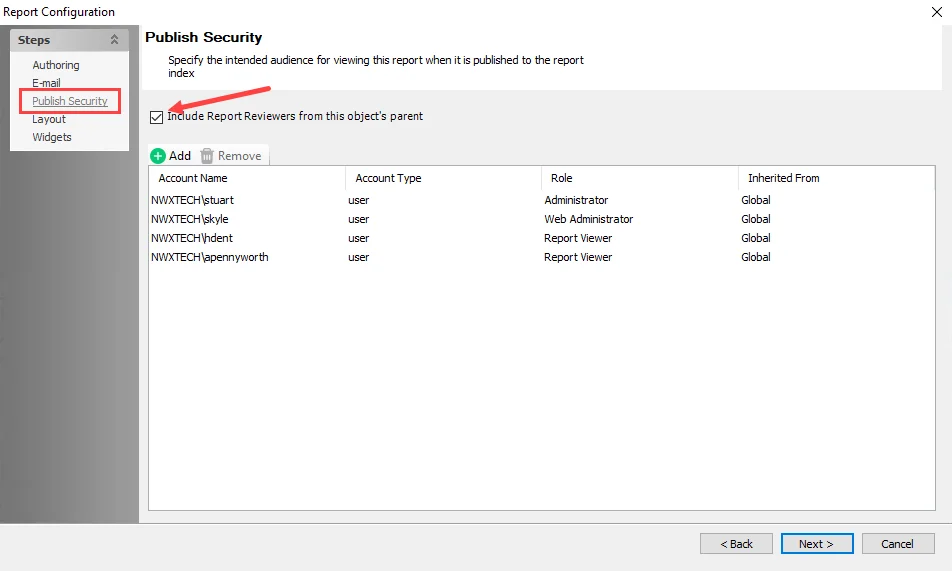 Report Configuration
Steps
Authoring
E-mail
Publish Security
Layout
Widgets
Publish Security
Specify the intended audience for viewing this report when it is published to the report
index
Include Report Reviewers from this object's parent
Add Remove
Account Name Account Type Role Inherited From
NWXTECH\stuart user Administrator Global
NWXTECH\skyle user Web Administrator Global
NWXTECH\hdent user Report Viewer Global
NWXTECH\apennyworth user Report Viewer Global
< Back Next > Cancel